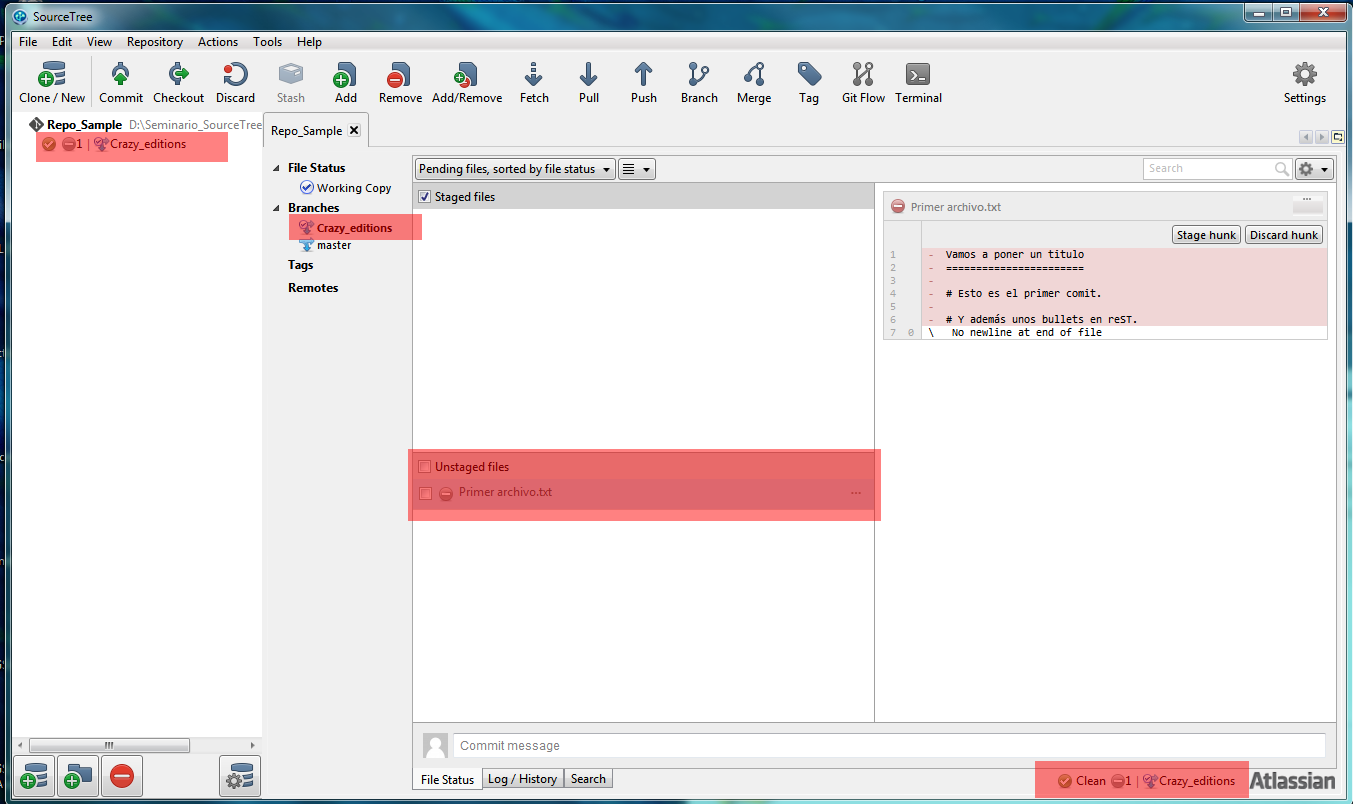 SourceTree
File Edit View Repository Actions Tools Help
Clone / New Commit Checkout Discard Stash Add Remove Add/Remove Fetch Pull Push Branch Merge Tag Git Flow Terminal Settings
Repo_Sample D:\Seminario_SourceTree
1 | Crazy_editions
Repo_Sample
File Status
Working Copy
Branches
Crazy_editions
master
Tags
Remotes
Pending files, sorted by file status
Search
Staged files
Unstaged files
Primer archivo.txt ...
Primer archivo.txt ...
Stage hunk Discard hunk
1 - Vamos a poner un titulo
2 - =======================
3 -
4 - # Esto es el primer comit.
5 -
6 - # Y además unos bullets en reST.
7 0 \ No newline at end of file
Commit message
File Status Log / History Search
Clean 1 | Crazy_editions Atlassian